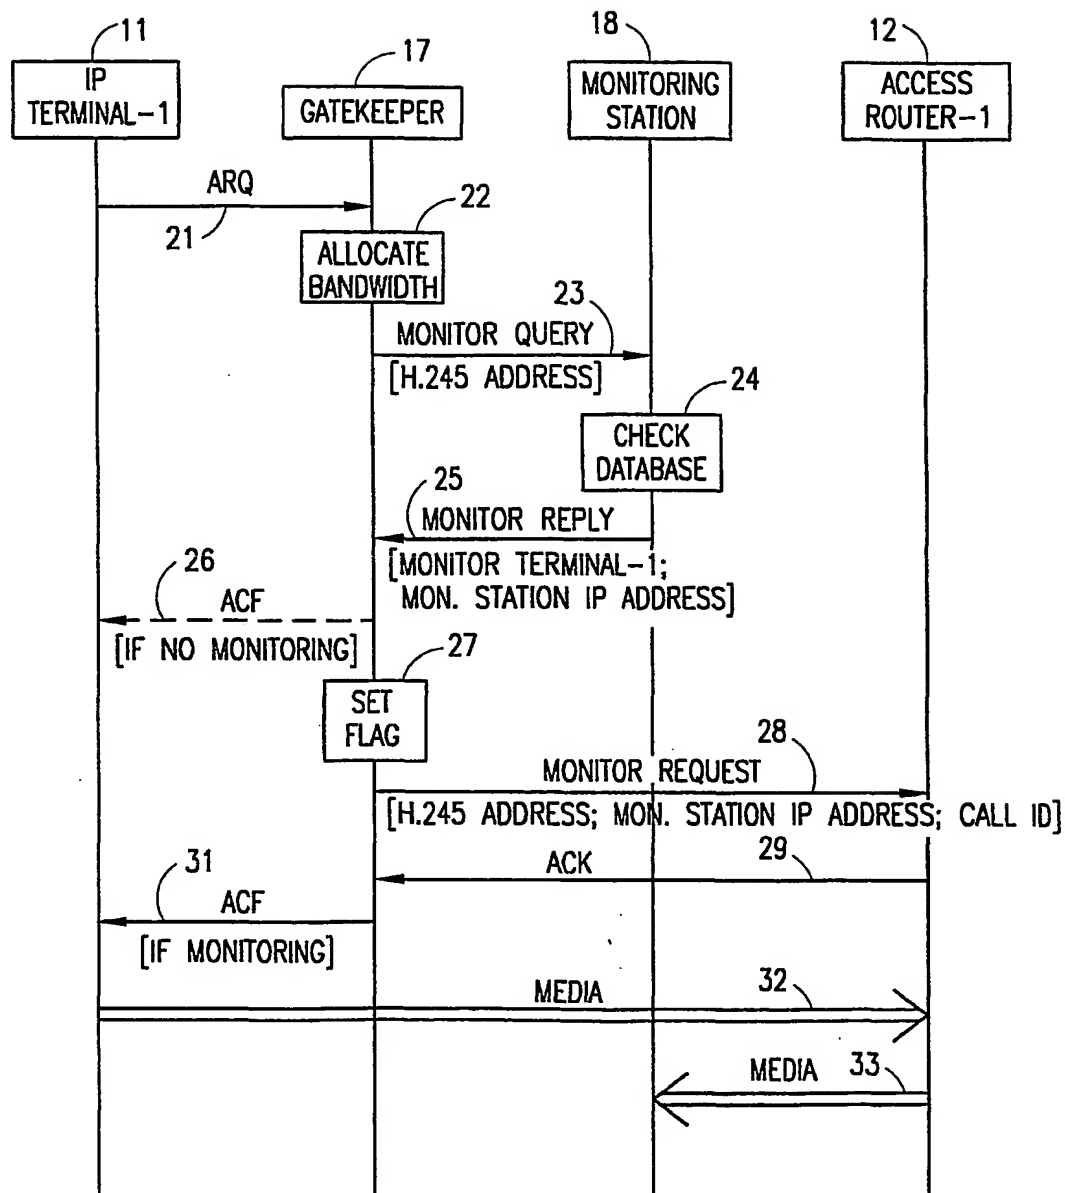 11
17
18
12
IP
TERMINAL-1
GATEKEEPER
MONITORING
STATION
ACCESS
ROUTER-1
ARQ
21
22
ALLOCATE
BANDWIDTH
23
MONITOR QUERY
[H.245 ADDRESS]
24
CHECK
DATABASE
25
MONITOR REPLY
[MONITOR TERMINAL-1;
MON. STATION IP ADDRESS]
26
ACF
[IF NO MONITORING]
27
SET
FLAG
28
MONITOR REQUEST
[H.245 ADDRESS; MON. STATION IP ADDRESS; CALL ID]
29
ACK
31
ACF
[IF MONITORING]
MEDIA
32
MEDIA
33